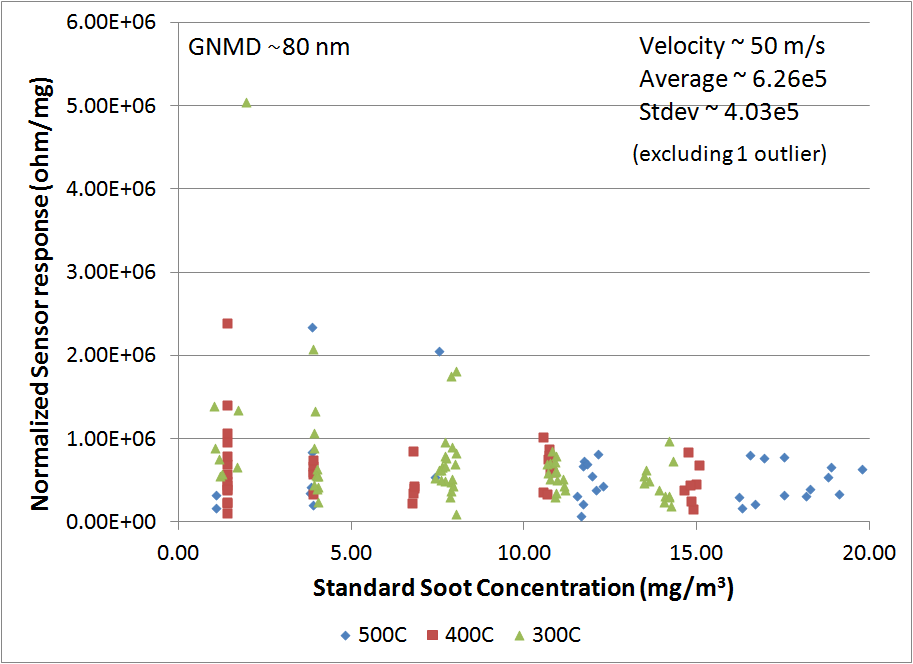 6.00E+06
GNMD ~80 nm
Velocity ~ 50 m/s
Average ~ 6.26e5
Stdev ~ 4.03e5
(excluding 1 outlier)
5.00E+06
4.00E+06
3.00E+06
2.00E+06
1.00E+06
0.00E+00
Normalized Sensor response (ohm/mg)
0.00 5.00 10.00 15.00 20.00
Standard Soot Concentration (mg/m³)
500C 400C 300C